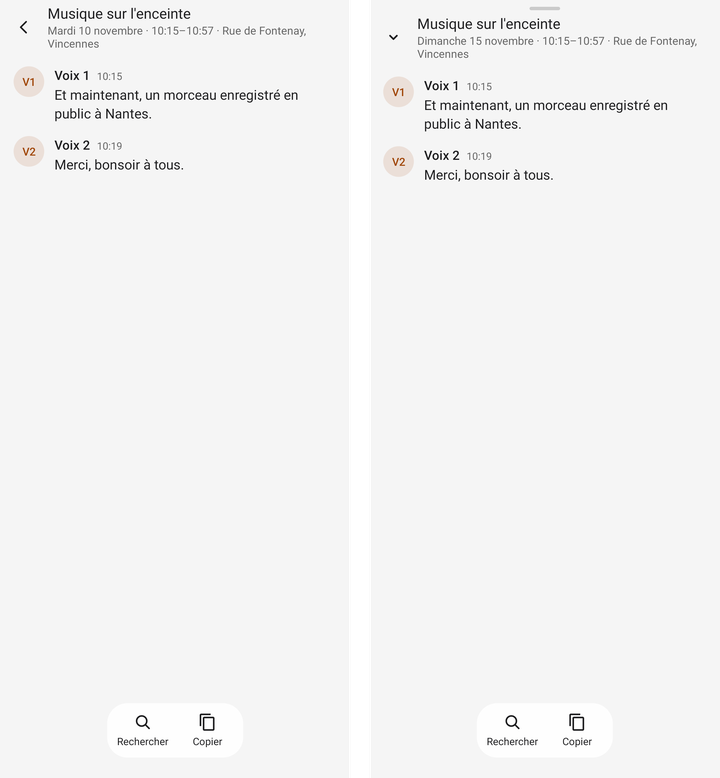 Musique sur l'enceinte
Mardi 10 novembre · 10:15–10:57 · Rue de Fontenay,
Vincennes
V1
Voix 1 10:15
Et maintenant, un morceau enregistré en
public à Nantes.
V2
Voix 2 10:19
Merci, bonsoir à tous.
Rechercher
Copier
Musique sur l'enceinte
Dimanche 15 novembre · 10:15–10:57 · Rue de Fontenay,
Vincennes
V1
Voix 1 10:15
Et maintenant, un morceau enregistré en
public à Nantes.
V2
Voix 2 10:19
Merci, bonsoir à tous.
Rechercher
Copier